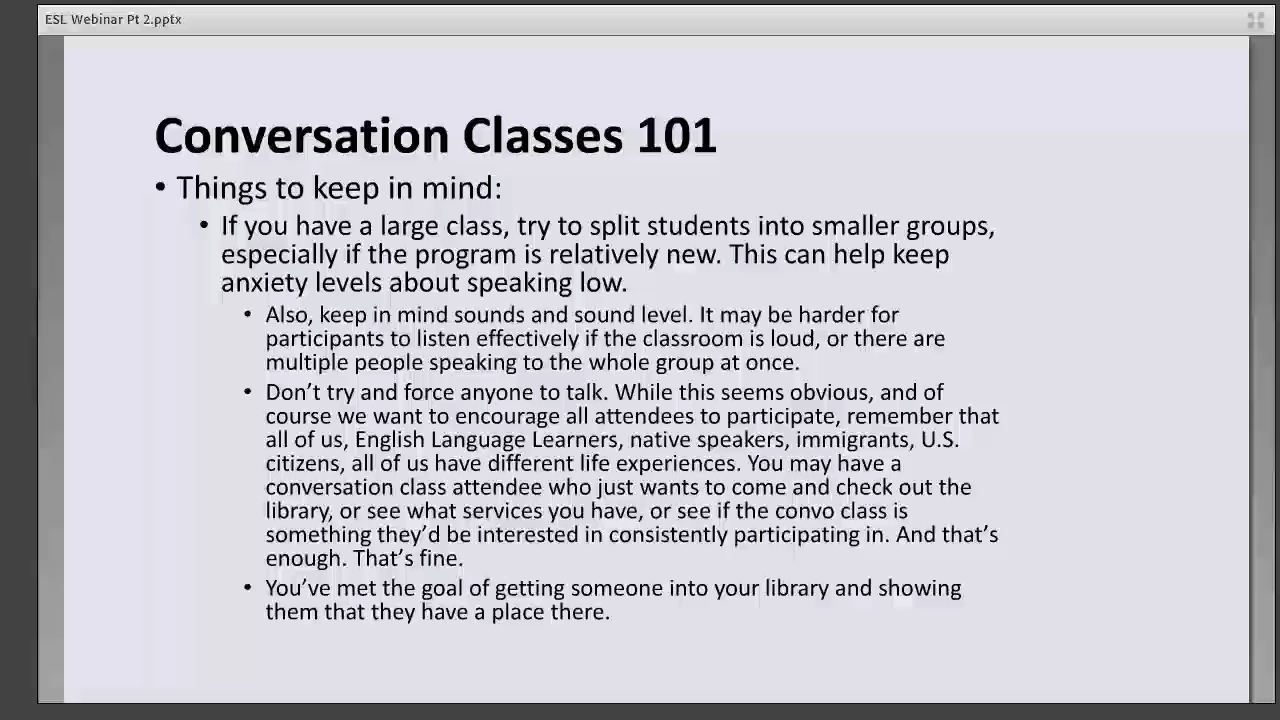 ESL Webinar Pt 2.pptx
Conversation Classes 101
• Things to keep in mind:
• If you have a large class, try to split students into smaller groups,
especially if the program is relatively new. This can help keep
anxiety levels about speaking low.
• Also, keep in mind sounds and sound level. It may be harder for
participants to listen effectively if the classroom is loud, or there are
multiple people speaking to the whole group at once.
• Don’t try and force anyone to talk. While this seems obvious, and of
course we want to encourage all attendees to participate, remember that
all of us, English Language Learners, native speakers, immigrants, U.S.
citizens, all of us have different life experiences. You may have a
conversation class attendee who just wants to come and check out the
library, or see what services you have, or see if the convo class is
something they’d be interested in consistently participating in. And that’s
enough. That’s fine.
• You’ve met the goal of getting someone into your library and showing
them that they have a place there.